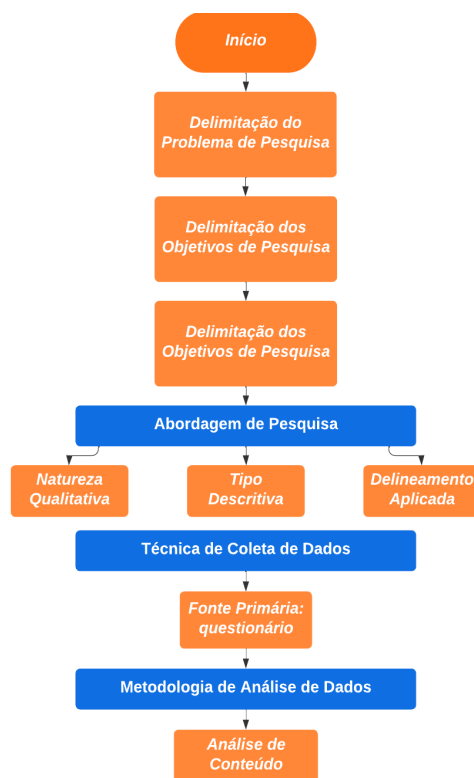 Início
Delimitação do
Problema de Pesquisa
Delimitação dos
Objetivos de Pesquisa
Delimitação dos
Objetivos de Pesquisa
Abordagem de Pesquisa
Natureza
Qualitativa
Tipo
Descritiva
Delineamento
Aplicada
Técnica de Coleta de Dados
Fonte Primária:
questionário
Metodologia de Análise de Dados
Análise de
Conteúdo